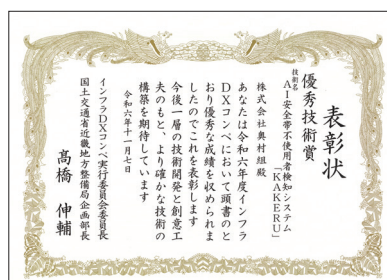 表彰状
優秀技術賞
技術名
AI安全帯不使用者検知システム
「KAKERU」
株式会社奥村組殿
あなたは令和六年度インフラ
DXコンペにおいて頭書のと
おり優秀な成績を収められま
したのでこれを表彰します
今後一層の技術開発と創意工
夫のもと、より確かな技術の
構築を期待しています
令和六年十一月七日
インフラDXコンペ実行委員会委員長
国土交通省近畿地方整備局企画部長
髙橋 伸輔